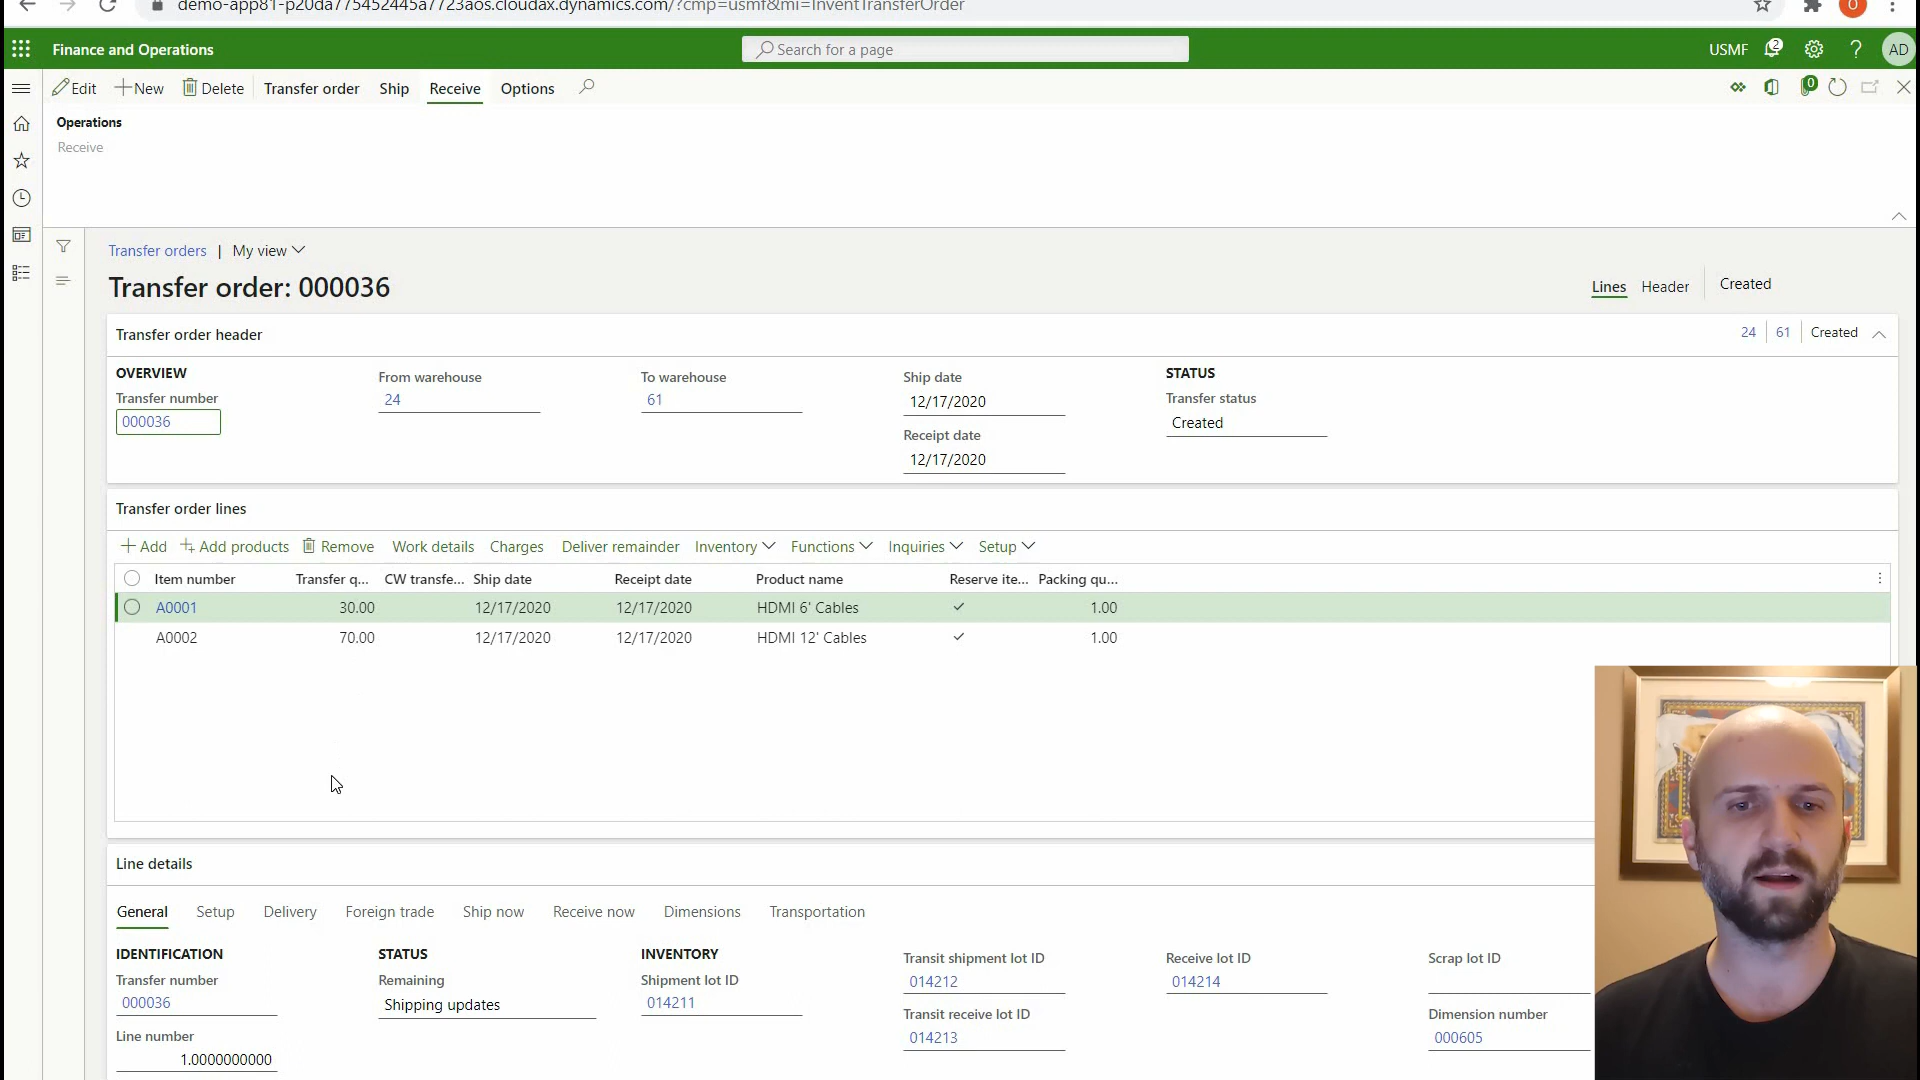 demo-app81-p20da775452445a7723aos.cloudax.dynamics.com/?cmp=usmf&mi=InventTransferOrder
O
Finance and Operations
Search for a page
USMF
2
?
AD
Edit
New
Delete
Transfer order
Ship
Receive
Options
0
Operations
Receive
Transfer orders | My view
Transfer order: 000036
Lines
Header
Created
Transfer order header
24
61
Created
OVERVIEW
Transfer number
000036
From warehouse
24
To warehouse
61
Ship date
12/17/2020
Receipt date
12/17/2020
STATUS
Transfer status
Created
Transfer order lines
Add
Add products
Remove
Work details
Charges
Deliver remainder
Inventory
Functions
Inquiries
Setup
Item number Transfer q... CW transfe... Ship date Receipt date Product name Reserve ite... Packing qu...
A0001 30.00 12/17/2020 12/17/2020 HDMI 6' Cables 1.00
A0002 70.00 12/17/2020 12/17/2020 HDMI 12' Cables 1.00
Line details
General
Setup
Delivery
Foreign trade
Ship now
Receive now
Dimensions
Transportation
IDENTIFICATION
Transfer number
000036
Line number
1.0000000000
STATUS
Remaining
Shipping updates
INVENTORY
Shipment lot ID
014211
Transit shipment lot ID
014212
Transit receive lot ID
014213
Receive lot ID
014214
Scrap lot ID
Dimension number
000605